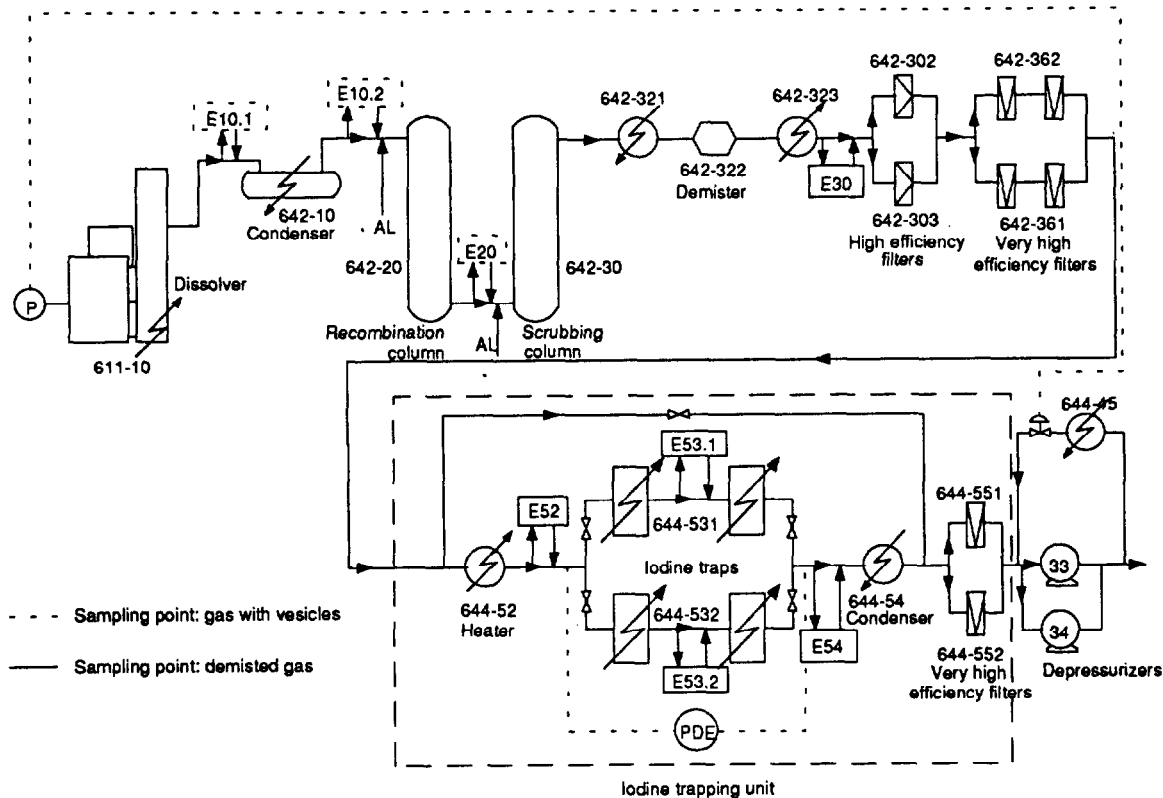 E10.1
E10.2
642-10
Condenser
AL
642-20
E20
AL
642-30
Recombination
column
Scrubbing
column
Dissolver
P
611-10
642-321
642-322
Demister
642-323
E30
642-302
642-303
High efficiency
filters
642-362
642-361
Very high
efficiency filters
644-45
E53.1
644-531
E52
Iodine traps
644-52
Heater
644-532
E53.2
644-54
Condenser
E54
PDE
644-551
644-552
Very high
efficiency filters
33
34
Depressurizers
Sampling point: gas with vesicles
Sampling point: demisted gas
Iodine trapping unit